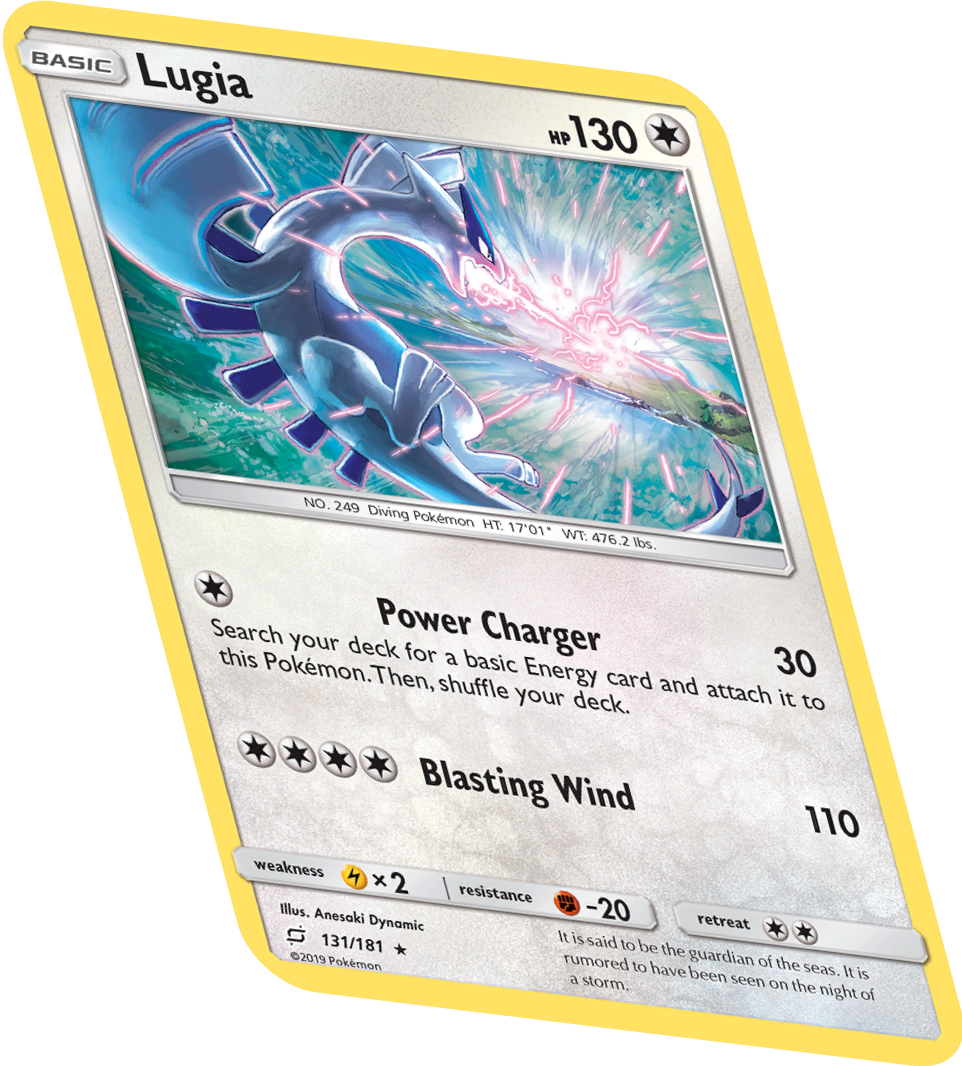 BASIC Lugia
HP 130
NO. 249 Diving Pokémon HT: 17'01" WT: 476.2 lbs.
Power Charger 30
Search your deck for a basic Energy card and attach it to
this Pokémon. Then, shuffle your deck.
Blasting Wind 110
weakness ×2 resistance -20 retreat
Illus. Anesaki Dynamic
131/181 ★
©2019 Pokémon
It is said to be the guardian of the seas. It is
rumored to have been seen on the night of
a storm.